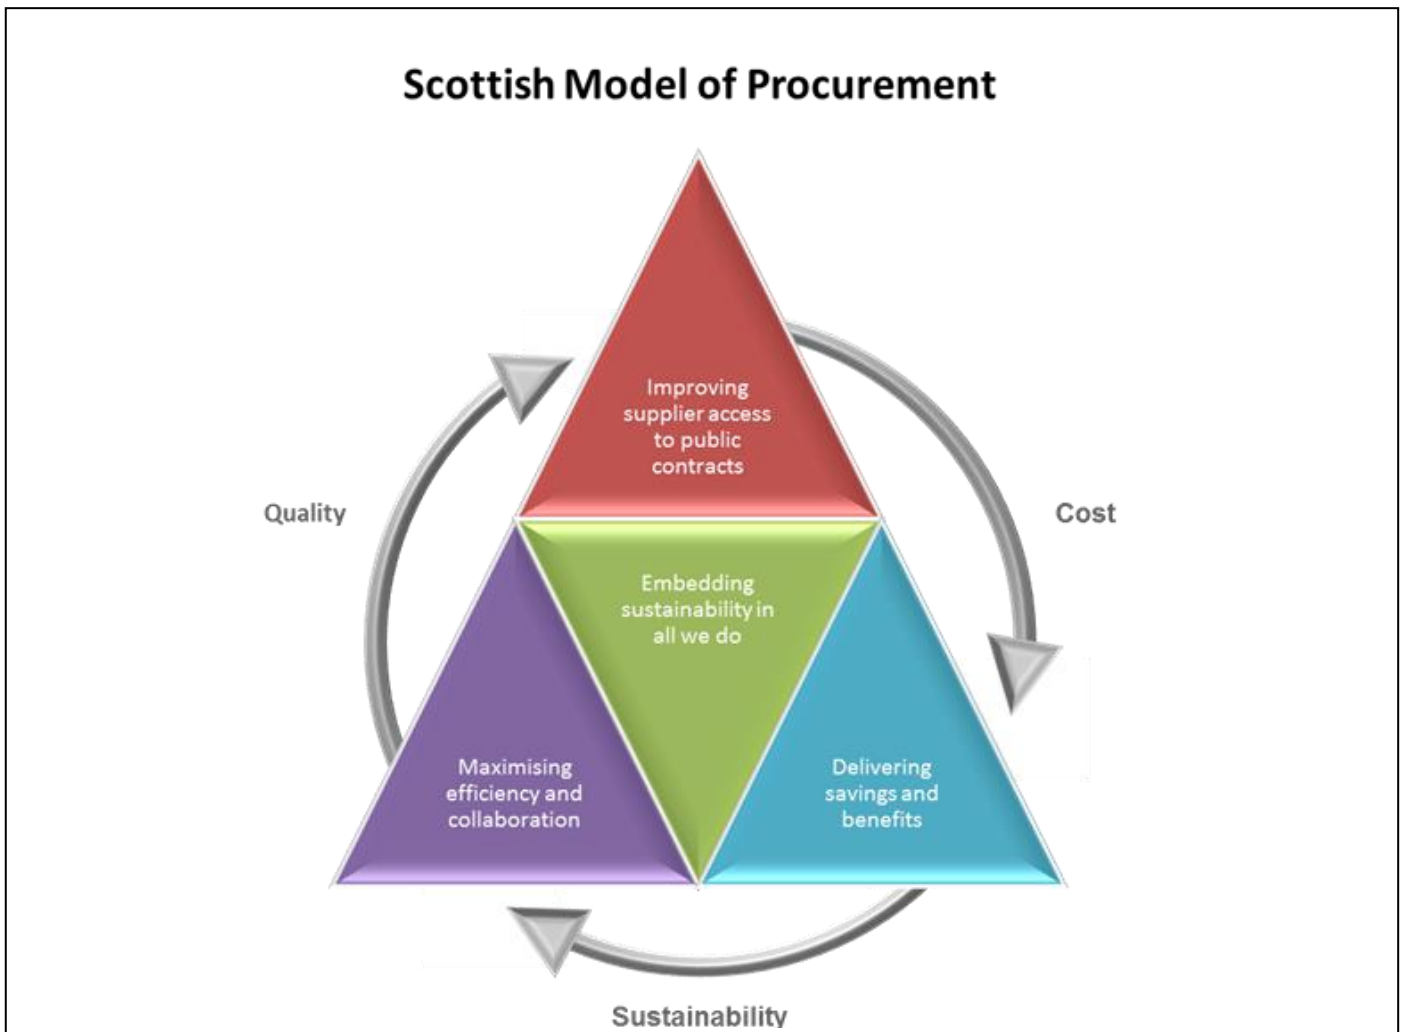 Scottish Model of Procurement
Improving
supplier access
to public
contracts
Quality
Cost
Embedding
sustainability in
all we do
Maximising
efficiency and
collaboration
Delivering
savings and
benefits
Sustainability